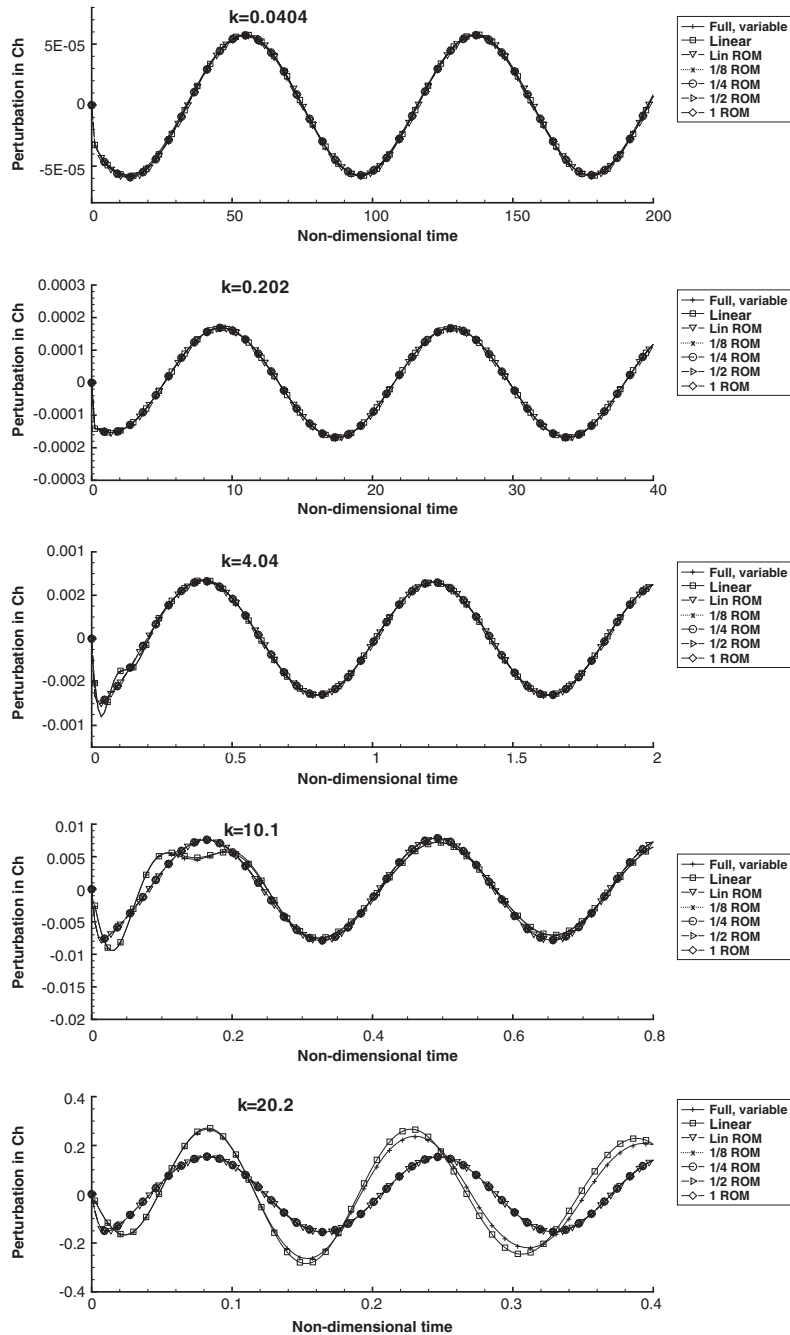 k=0.0404
Perturbation in Ch
5E-05
0
-5E-05
0
50
100
150
200
Non-dimensional time
Full, variable
Linear
Lin ROM
1/8 ROM
1/4 ROM
1/2 ROM
1 ROM
k=0.202
Perturbation in Ch
0.0003
0.0002
0.0001
0
-0.0001
-0.0002
-0.0003
0
10
20
30
40
Non-dimensional time
Full, variable
Linear
Lin ROM
1/8 ROM
1/4 ROM
1/2 ROM
1 ROM
k=4.04
Perturbation in Ch
0.001
0.002
0
-0.002
-0.001
0
0.5
1
1.5
2
Non-dimensional time
Full, variable
Linear
Lin ROM
1/8 ROM
1/4 ROM
1/2 ROM
1 ROM
k=10.1
Perturbation in Ch
0.01
0.005
0
-0.005
-0.01
-0.015
-0.02
0
0.2
0.4
0.6
0.8
Non-dimensional time
Full, variable
Linear
Lin ROM
1/8 ROM
1/4 ROM
1/2 ROM
1 ROM
k=20.2
Perturbation in Ch
0.4
0.2
0
-0.2
-0.4
0
0.1
0.2
0.3
0.4
Non-dimensional time
Full, variable
Linear
Lin ROM
1/8 ROM
1/4 ROM
1/2 ROM
1 ROM